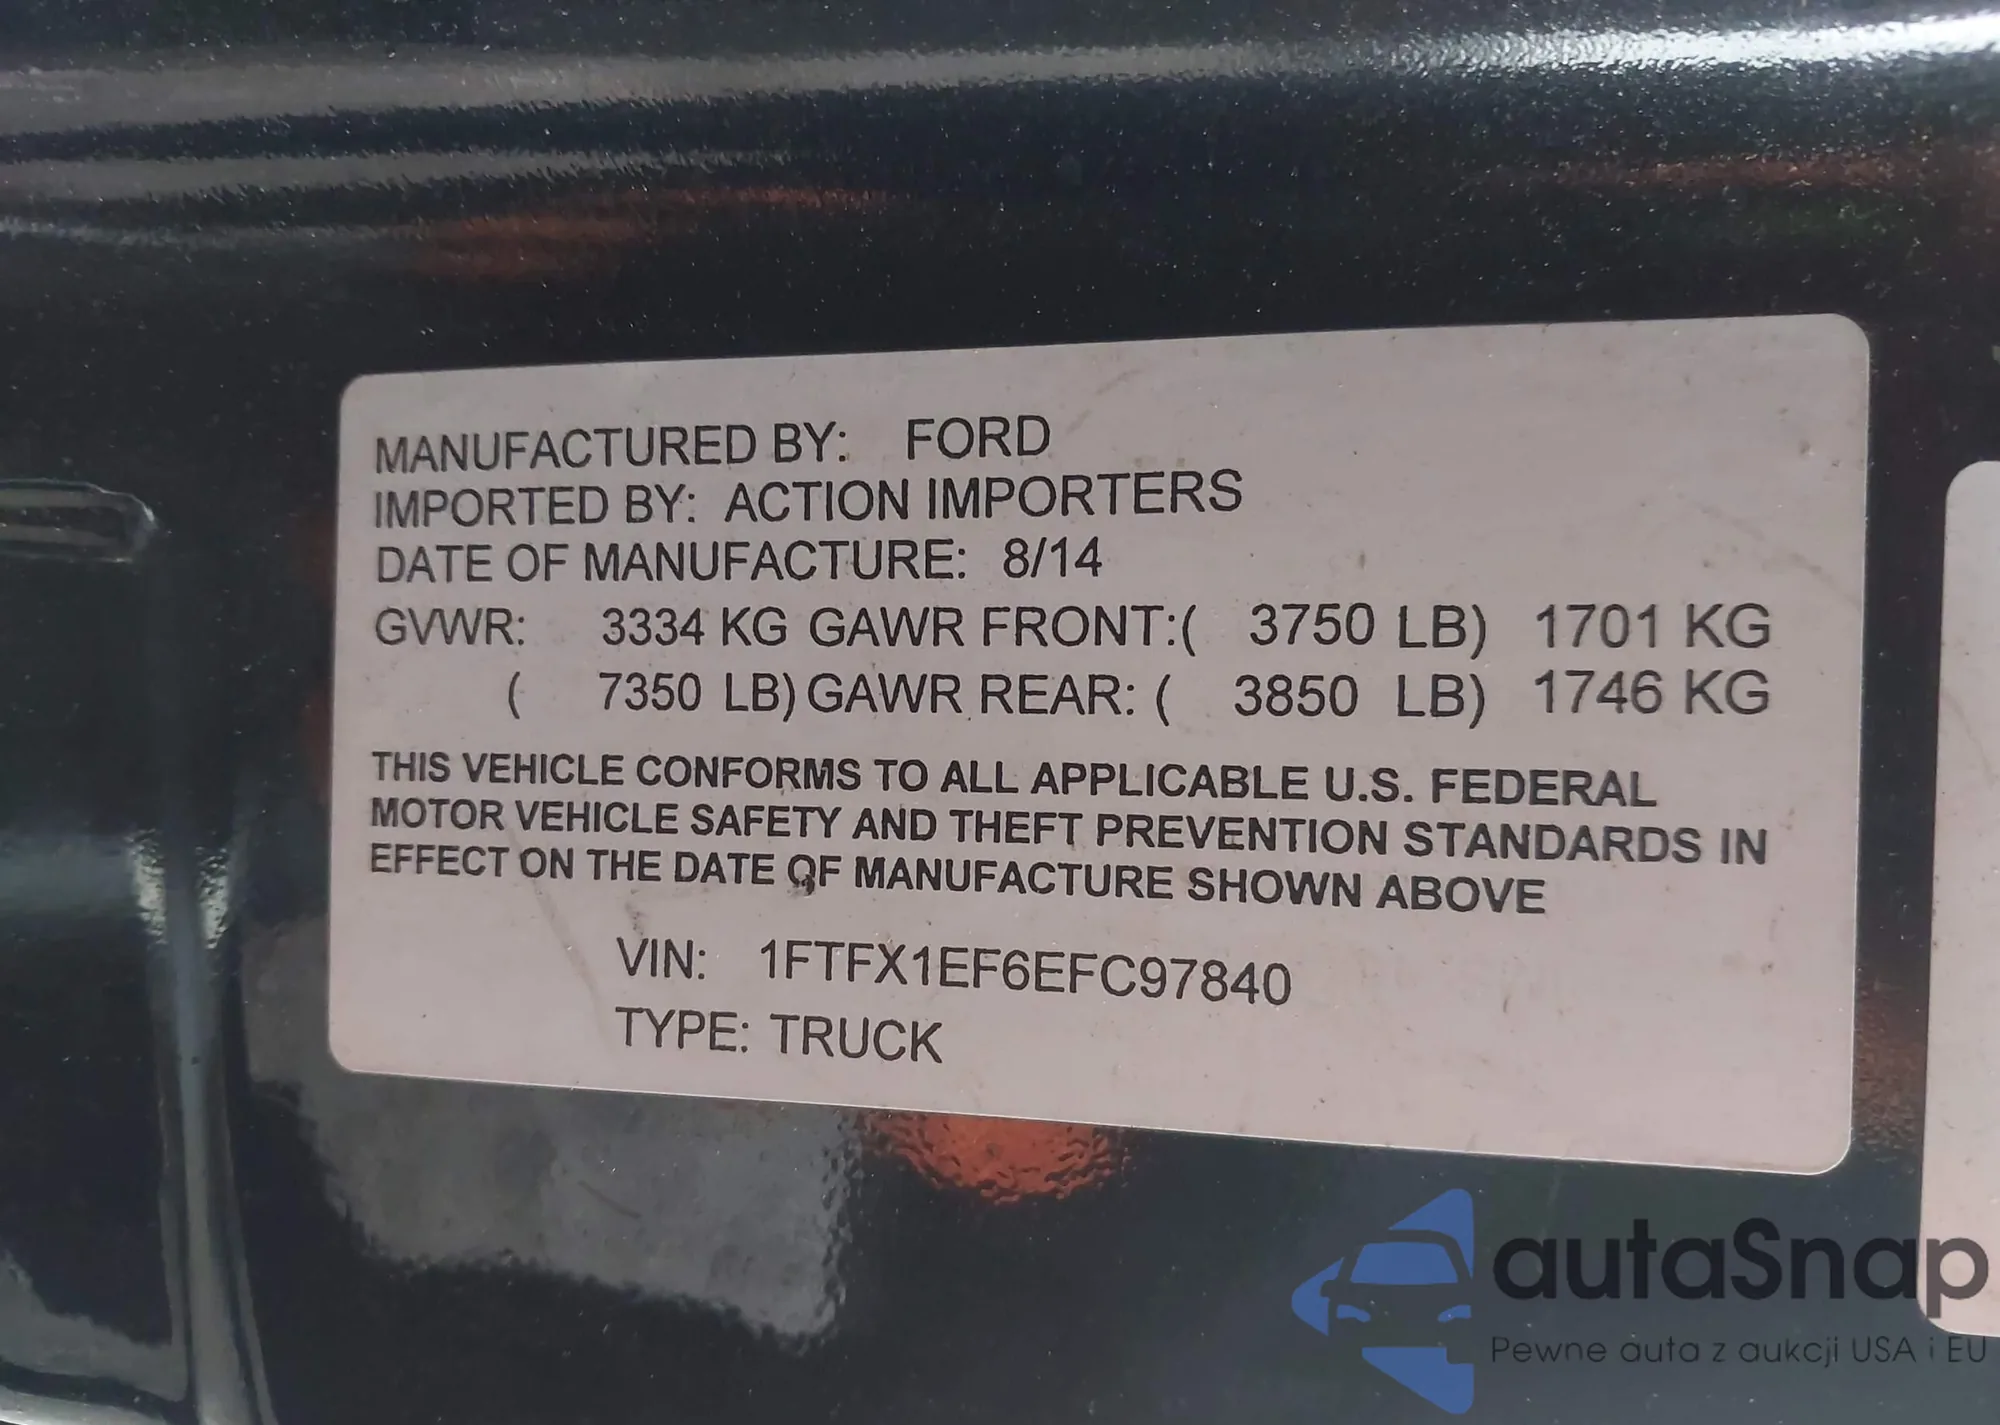 MANUFACTURED BY: FORD
IMPORTED BY: ACTION IMPORTERS
DATE OF MANUFACTURE: 8/14
GVWR: 3334 KG GAWR FRONT:( 3750 LB) 1701 KG
( 7350 LB) GAWR REAR: ( 3850 LB) 1746 KG
THIS VEHICLE CONFORMS TO ALL APPLICABLE U.S. FEDERAL
MOTOR VEHICLE SAFETY AND THEFT PREVENTION STANDARDS IN
EFFECT ON THE DATE OF MANUFACTURE SHOWN ABOVE
VIN: 1FTFX1EF6EFC97840
TYPE: TRUCK
autaSnap
Pewne auta z aukcji USA i EU